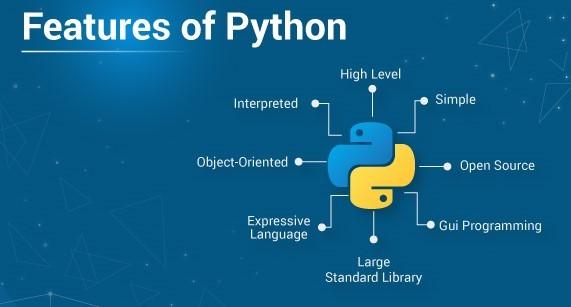 Features of Python
High Level
Interpreted
Simple
Object-Oriented
Open Source
Expressive
Language
Gui Programming
Large
Standard Library